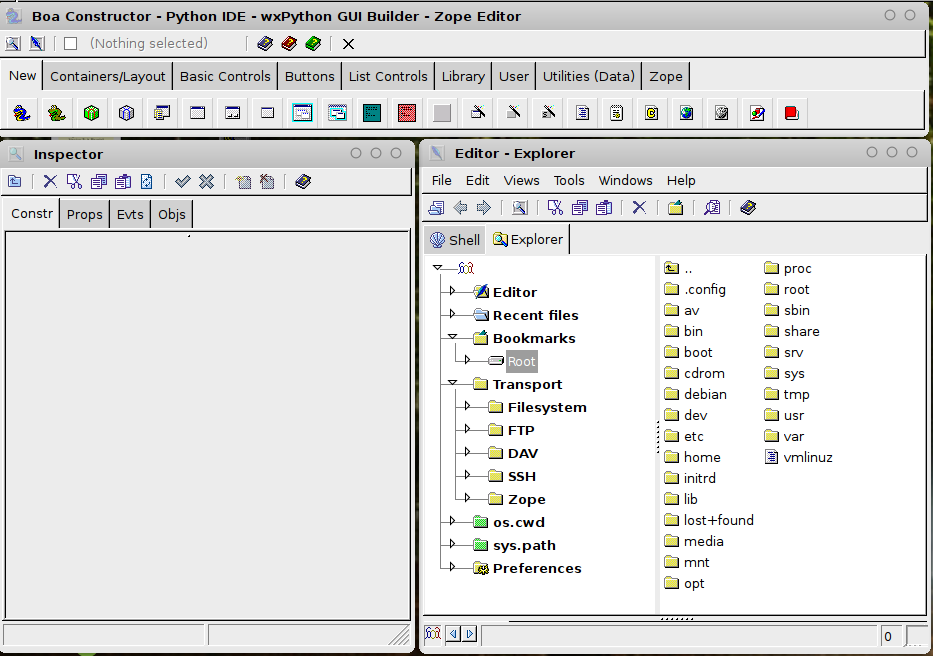 Boa Constructor - Python IDE - wxPython GUI Builder - Zope Editor
(Nothing selected)
New Containers/Layout Basic Controls Buttons List Controls Library User Utilities (Data) Zope
Inspector
Constr Props Evts Objs
Editor - Explorer
File Edit Views Tools Windows Help
Shell Explorer
Editor
Recent files
Bookmarks
Root
Transport
Filesystem
FTP
DAV
SSH
Zope
os.cwd
sys.path
Preferences
..
.config
av
bin
boot
cdrom
debian
dev
etc
home
initrd
lib
lost+found
media
mnt
opt
proc
root
sbin
share
srv
sys
tmp
usr
var
vmlinuz
0